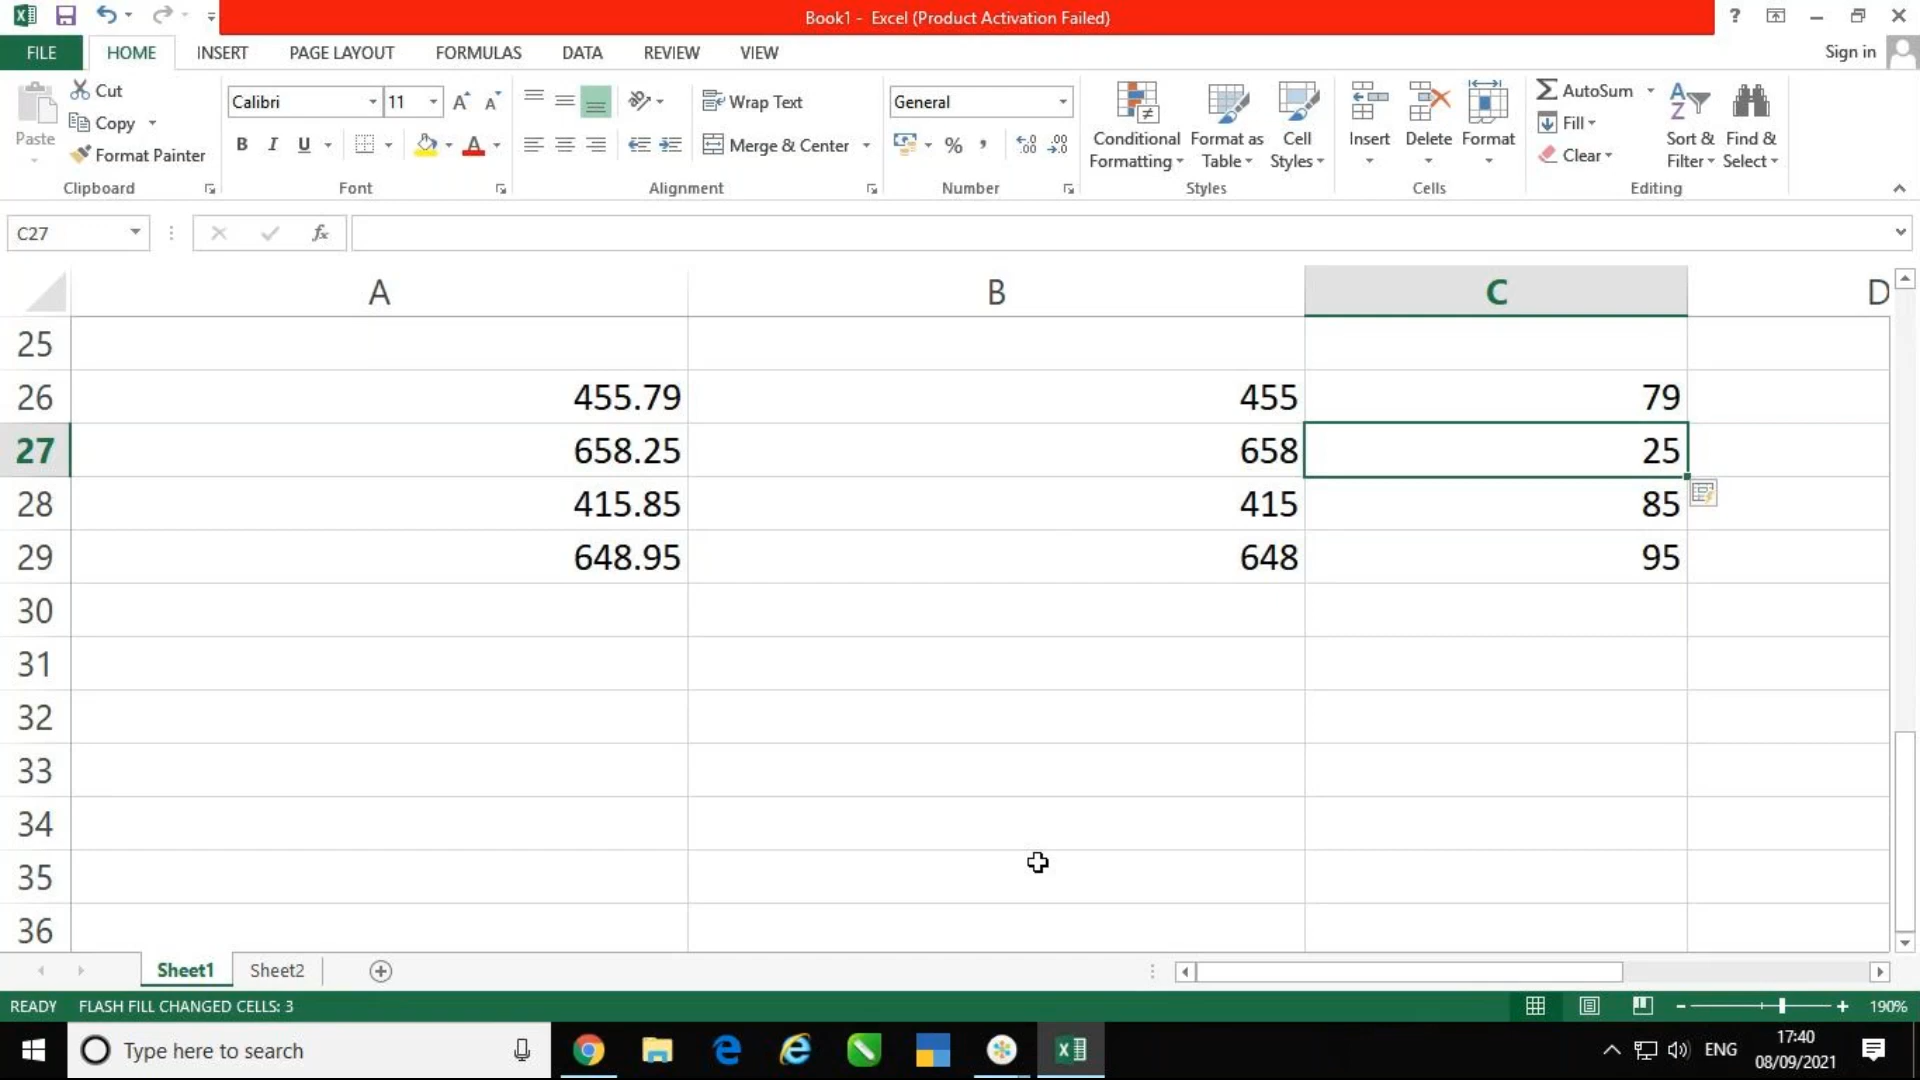 Book1 - Excel (Product Activation Failed)
?
FILE HOME INSERT PAGE LAYOUT FORMULAS DATA REVIEW VIEW Sign in
Paste
Cut
Copy
Format Painter
Clipboard
Calibri 11 A A
B I U A
Font
Wrap Text
Merge & Center
Alignment
General
% , .0 .00 .00 .0
Number
Conditional Formatting
Format as Table
Cell Styles
Styles
Insert
Delete
Format
Cells
AutoSum
Fill
Clear
Sort & Filter
Find & Select
Editing
C27 fx
A B C D
25
26 455.79 455 79
27 658.25 658 25
28 415.85 415 85
29 648.95 648 95
30
31
32
33
34
35
36
Sheet1 Sheet2
READY FLASH FILL CHANGED CELLS: 3 190%
Type here to search
ENG
17:40
08/09/2021